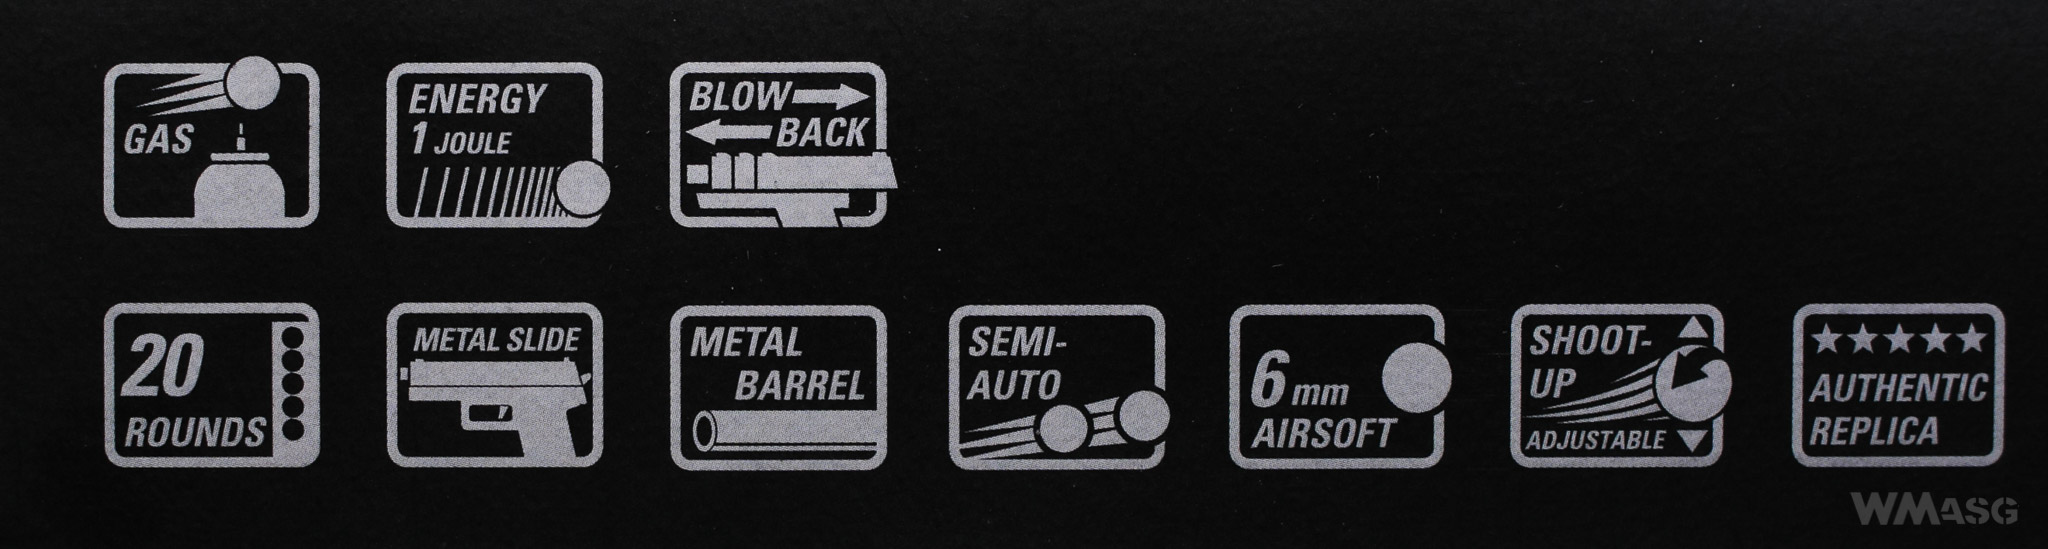 GAS
ENERGY
1 JOULE
BLOW
BACK
20
ROUNDS
METAL SLIDE
METAL
BARREL
SEMI-
AUTO
6 mm
AIRSOFT
SHOOT-
UP
ADJUSTABLE
AUTHENTIC
REPLICA
WMASG